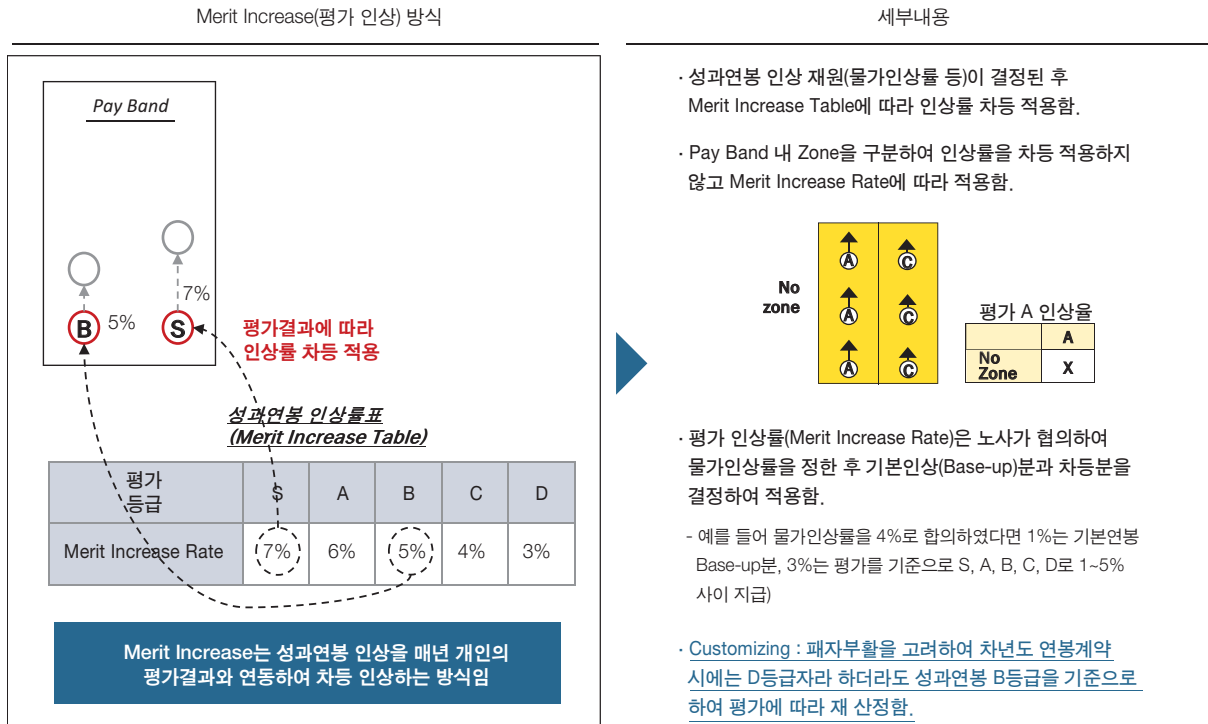 Merit Increase(평가 인상) 방식
Pay Band
7%
B 5% S
평가결과에 따라
인상률 차등 적용
성과연봉 인상률표
(Merit Increase Table)
평가 등급 S A B C D
Merit Increase Rate 7% 6% 5% 4% 3%
Merit Increase는 성과연봉 인상을 매년 개인의
평가결과와 연동하여 차등 인상하는 방식임
세부내용
· 성과연봉 인상 재원(물가인상률 등)이 결정된 후
Merit Increase Table에 따라 인상률 차등 적용함.
· Pay Band 내 Zone을 구분하여 인상률을 차등 적용하지
않고 Merit Increase Rate에 따라 적용함.
No
zone
A C
A C
A C
평가 A 인상율
A
No
Zone X
· 평가 인상률(Merit Increase Rate)은 노사가 협의하여
물가인상률을 정한 후 기본인상(Base-up)분과 차등분을
결정하여 적용함.
- 예를 들어 물가인상률을 4%로 합의하였다면 1%는 기본연봉
Base-up분, 3%는 평가를 기준으로 S, A, B, C, D로 1~5%
사이 지급)
· Customizing : 패자부활을 고려하여 차년도 연봉계약
시에는 D등급자라 하더라도 성과연봉 B등급을 기준으로
하여 평가에 따라 재 산정함.